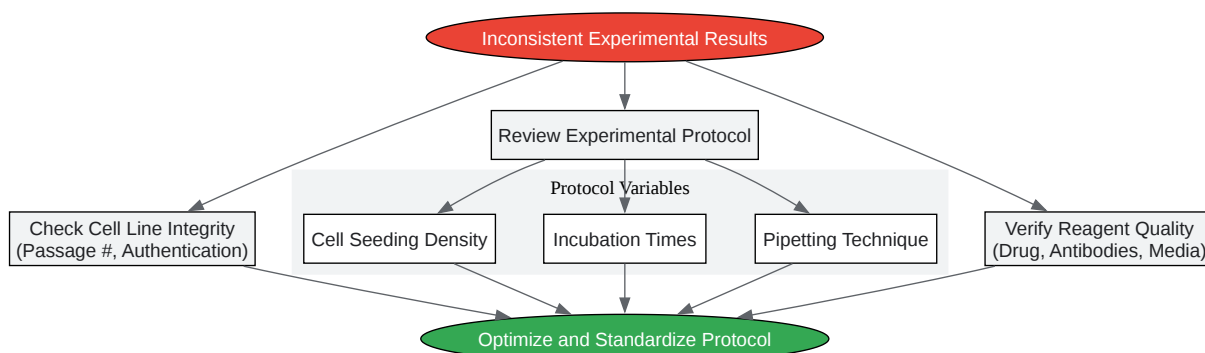 Inconsistent Experimental Results
Review Experimental Protocol
Protocol Variables
Check Cell Line Integrity
(Passage #, Authentication)
Cell Seeding Density
Incubation Times
Pipetting Technique
Verify Reagent Quality
(Drug, Antibodies, Media)
Optimize and Standardize Protocol